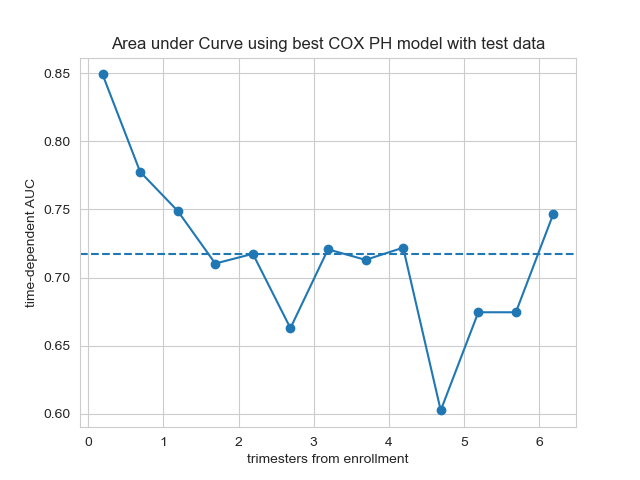 Area under Curve using best COX PH model with test data
time-dependent AUC
0.85
0.80
0.75
0.70
0.65
0.60
0 1 2 3 4 5 6
trimesters from enrollment